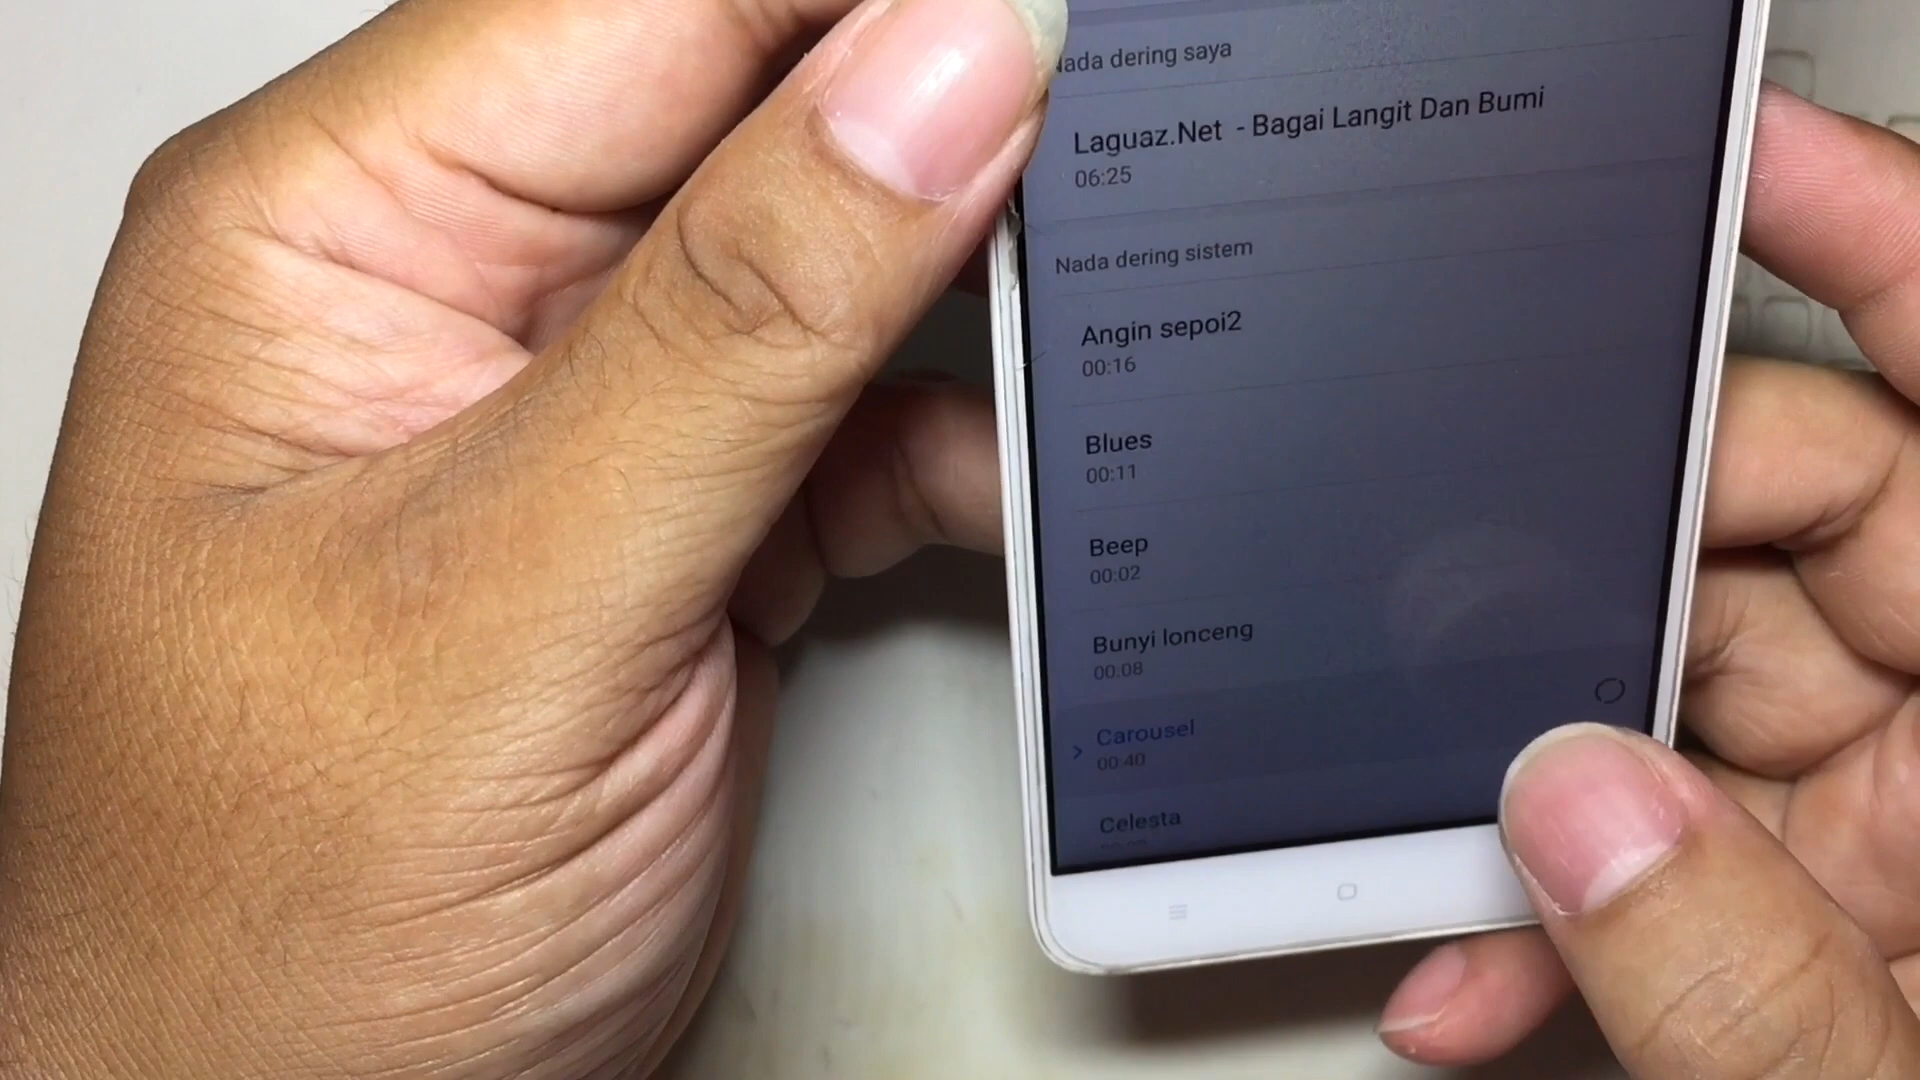 Nada dering saya
Laguaz.Net - Bagai Langit Dan Bumi
06:25
Nada dering sistem
Angin sepoi2
00:16
Blues
00:11
Beep
00:02
Bunyi lonceng
00:08
Carousel
00:40
Celesta